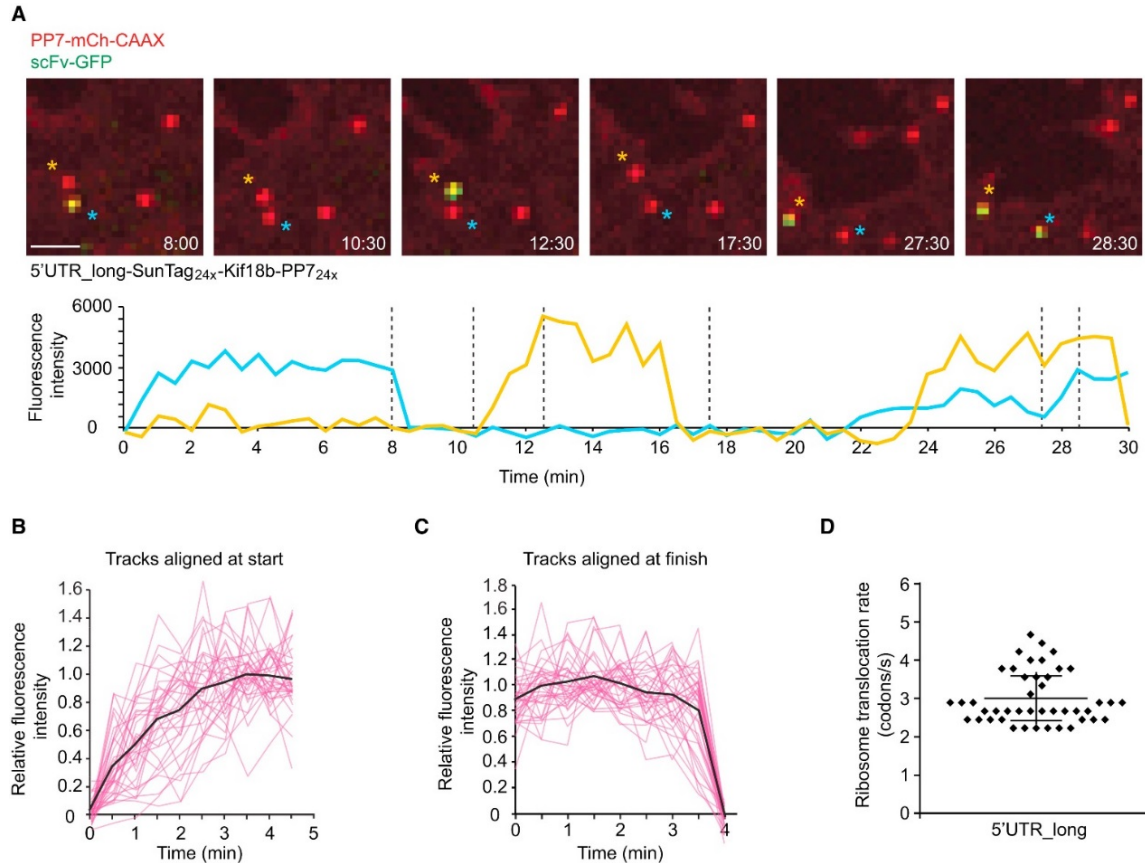 A
PP7-mCh-CAAX
scFv-GFP
* * 8:00
* * 10:30
* * 12:30
* * 17:30
* * 27:30
* * 28:30
5'UTR_long-SunTag24x-Kif18b-PP724x
Fluorescence
intensity
6000
3000
0
0 2 4 6 8 10 12 14 16 18 20 22 24 26 28 30
Time (min)
B
Tracks aligned at start
Relative fluorescence
intensity
1.6
1.4
1.2
1.0
0.8
0.6
0.4
0.2
0
0 1 2 3 4 5
Time (min)
C
Tracks aligned at finish
Relative fluorescence
intensity
1.8
1.6
1.4
1.2
1.0
0.8
0.6
0.4
0.2
0
0 1 2 3 4
Time (min)
D
Ribosome translocation rate
(codons/s)
6
5
4
3
2
1
0
5'UTR_long